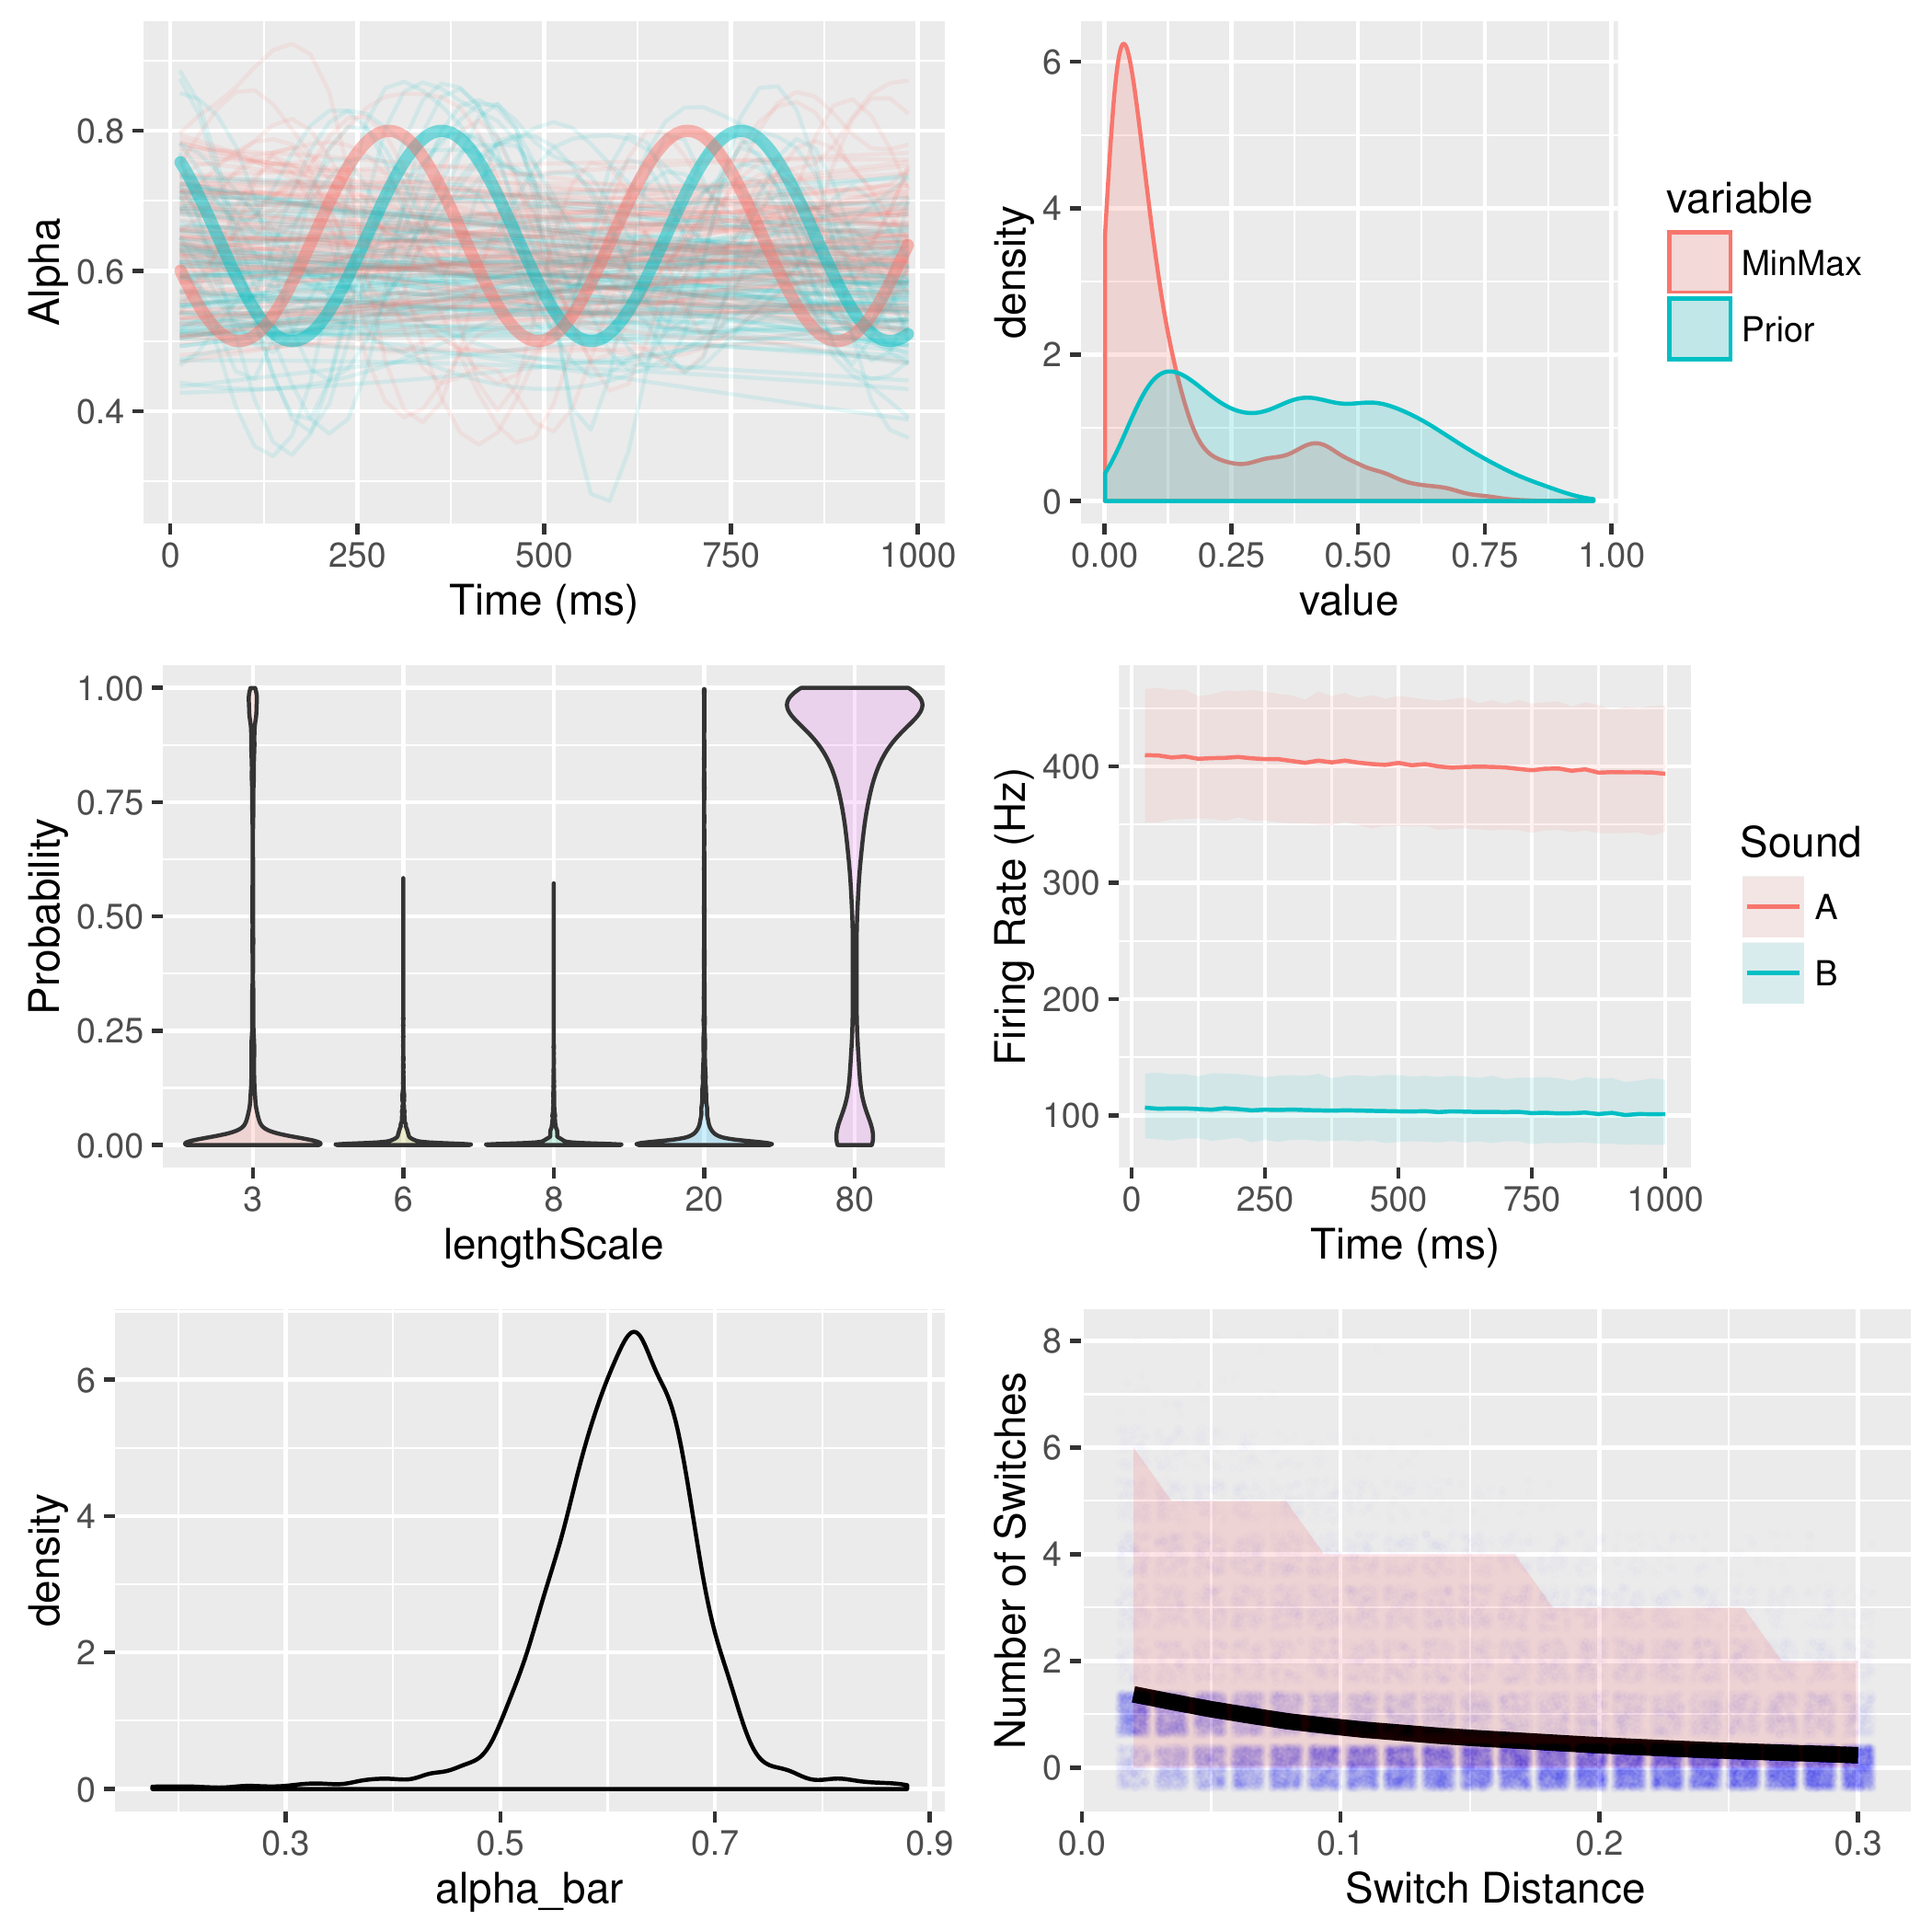 Alpha
0.8
0.6
0.4
0 250 500 750 1000
Time (ms)
density
6
4
2
0
0.00 0.25 0.50 0.75 1.00
value
variable
MinMax
Prior
Probability
1.00
0.75
0.50
0.25
0.00
3 6 8 20 80
lengthScale
Firing Rate (Hz)
400
300
200
100
0 250 500 750 1000
Time (ms)
Sound
A
B
density
6
4
2
0
0.3 0.5 0.7 0.9
alpha_bar
Number of Switches
8
6
4
2
0
0.0 0.1 0.2 0.3
Switch Distance